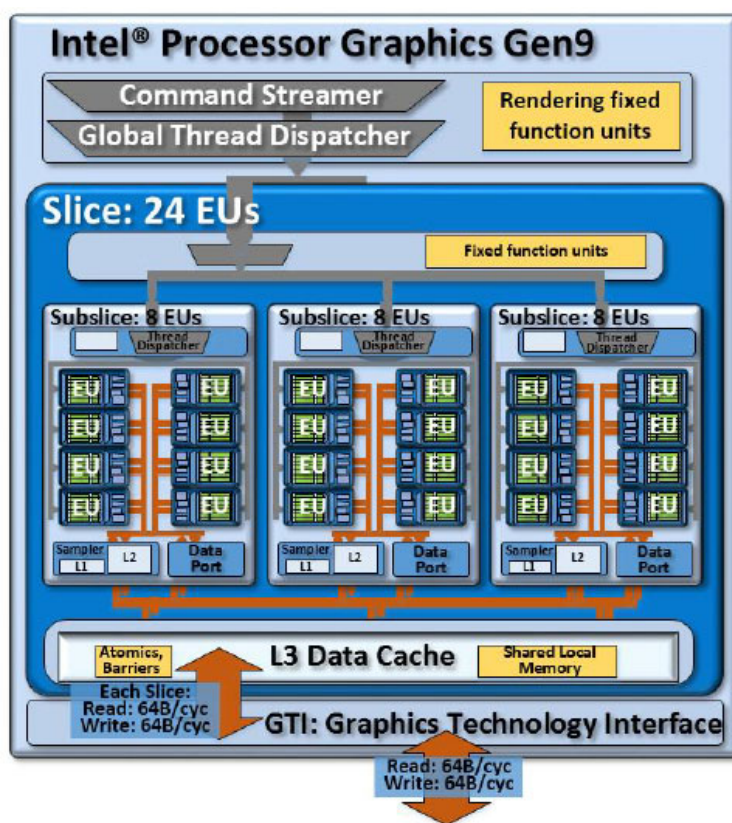 Intel® Processor Graphics Gen9
Command Streamer
Global Thread Dispatcher
Rendering fixed
function units
Slice: 24 EUs
Fixed function units
Subslice: 8 EUs
Thread
Dispatcher
EU EU
EU EU
EU EU
EU EU
Sampler
L1
L2
Data
Port
Subslice: 8 EUs
Thread
Dispatcher
EU EU
EU EU
EU EU
EU EU
Sampler
L1
L2
Data
Port
Subslice: 8 EUs
Thread
Dispatcher
EU EU
EU EU
EU EU
EU EU
Sampler
L1
L2
Data
Port
Atomics,
Barriers
L3 Data Cache
Shared Local
Memory
Each Slice:
Read: 64B/cyc
Write: 64B/cyc
GTI: Graphics Technology Interface
Read: 64B/cyc
Write: 64B/cyc